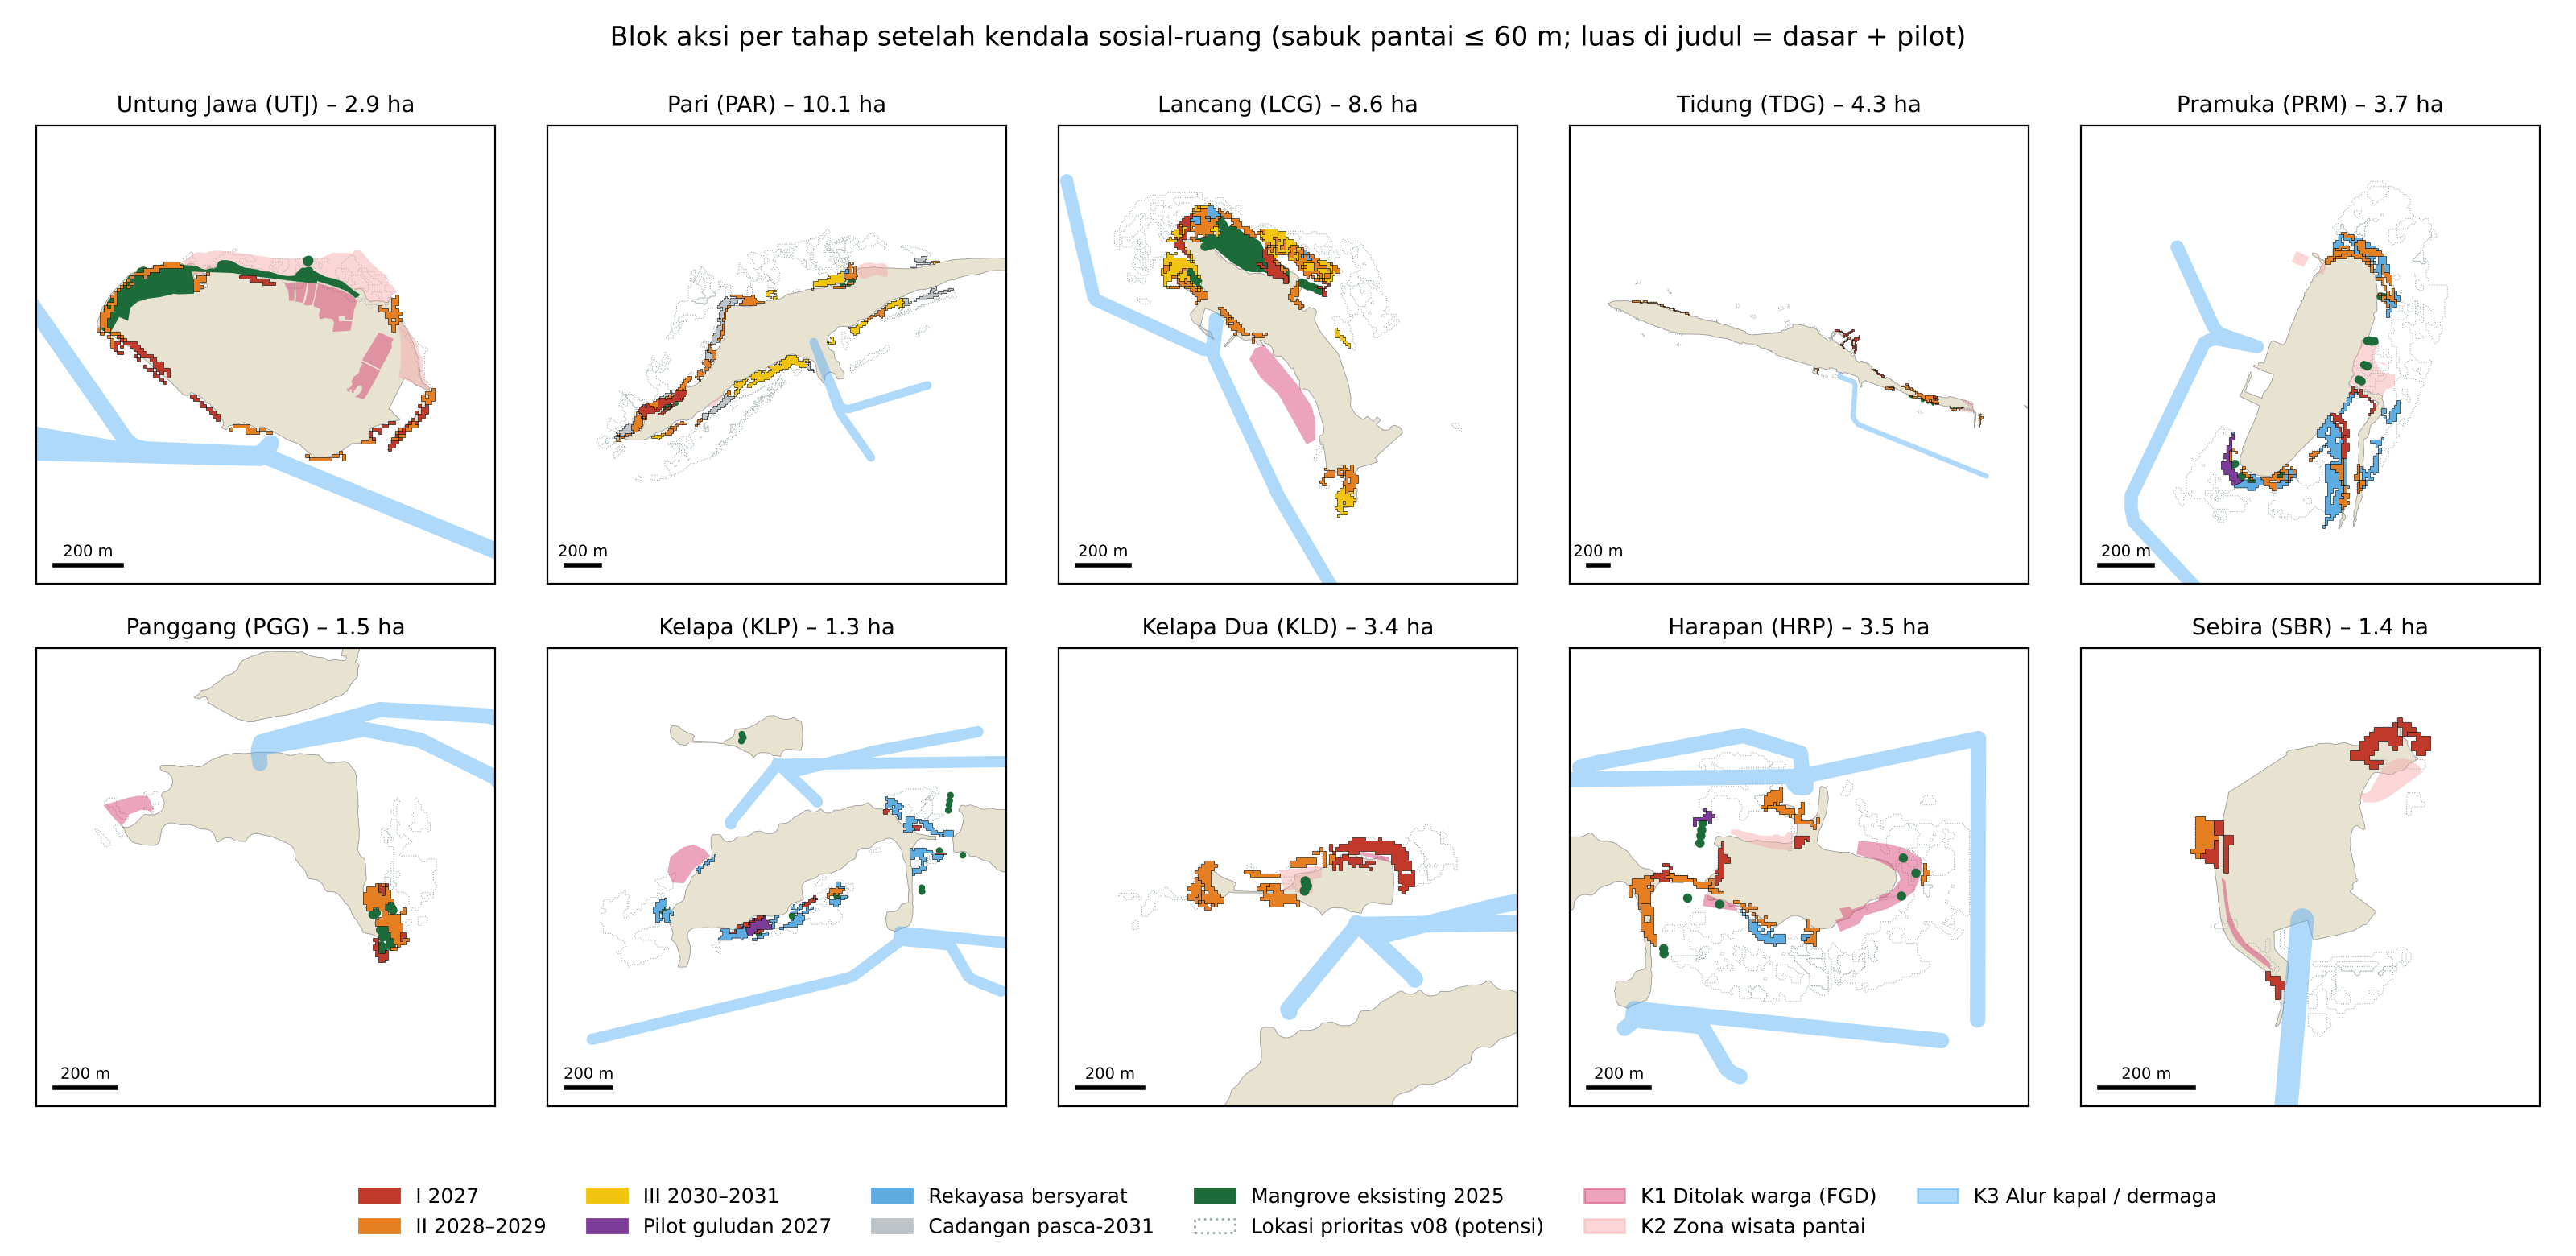 Blok aksi per tahap setelah kendala sosial-ruang (sabuk pantai ≤ 60 m; luas di judul = dasar + pilot)
Untung Jawa (UTJ) – 2.9 ha
Pari (PAR) – 10.1 ha
Lancang (LCG) – 8.6 ha
Tidung (TDG) – 4.3 ha
Pramuka (PRM) – 3.7 ha
200 m
200 m
200 m
200 m
200 m
Panggang (PGG) – 1.5 ha
Kelapa (KLP) – 1.3 ha
Kelapa Dua (KLD) – 3.4 ha
Harapan (HRP) – 3.5 ha
Sebira (SBR) – 1.4 ha
200 m
200 m
200 m
200 m
200 m
I 2027
II 2028–2029
III 2030–2031
Pilot guludan 2027
Rekayasa bersyarat
Cadangan pasca-2031
Mangrove eksisting 2025
Lokasi prioritas v08 (potensi)
K1 Ditolak warga (FGD)
K2 Zona wisata pantai
K3 Alur kapal / dermaga